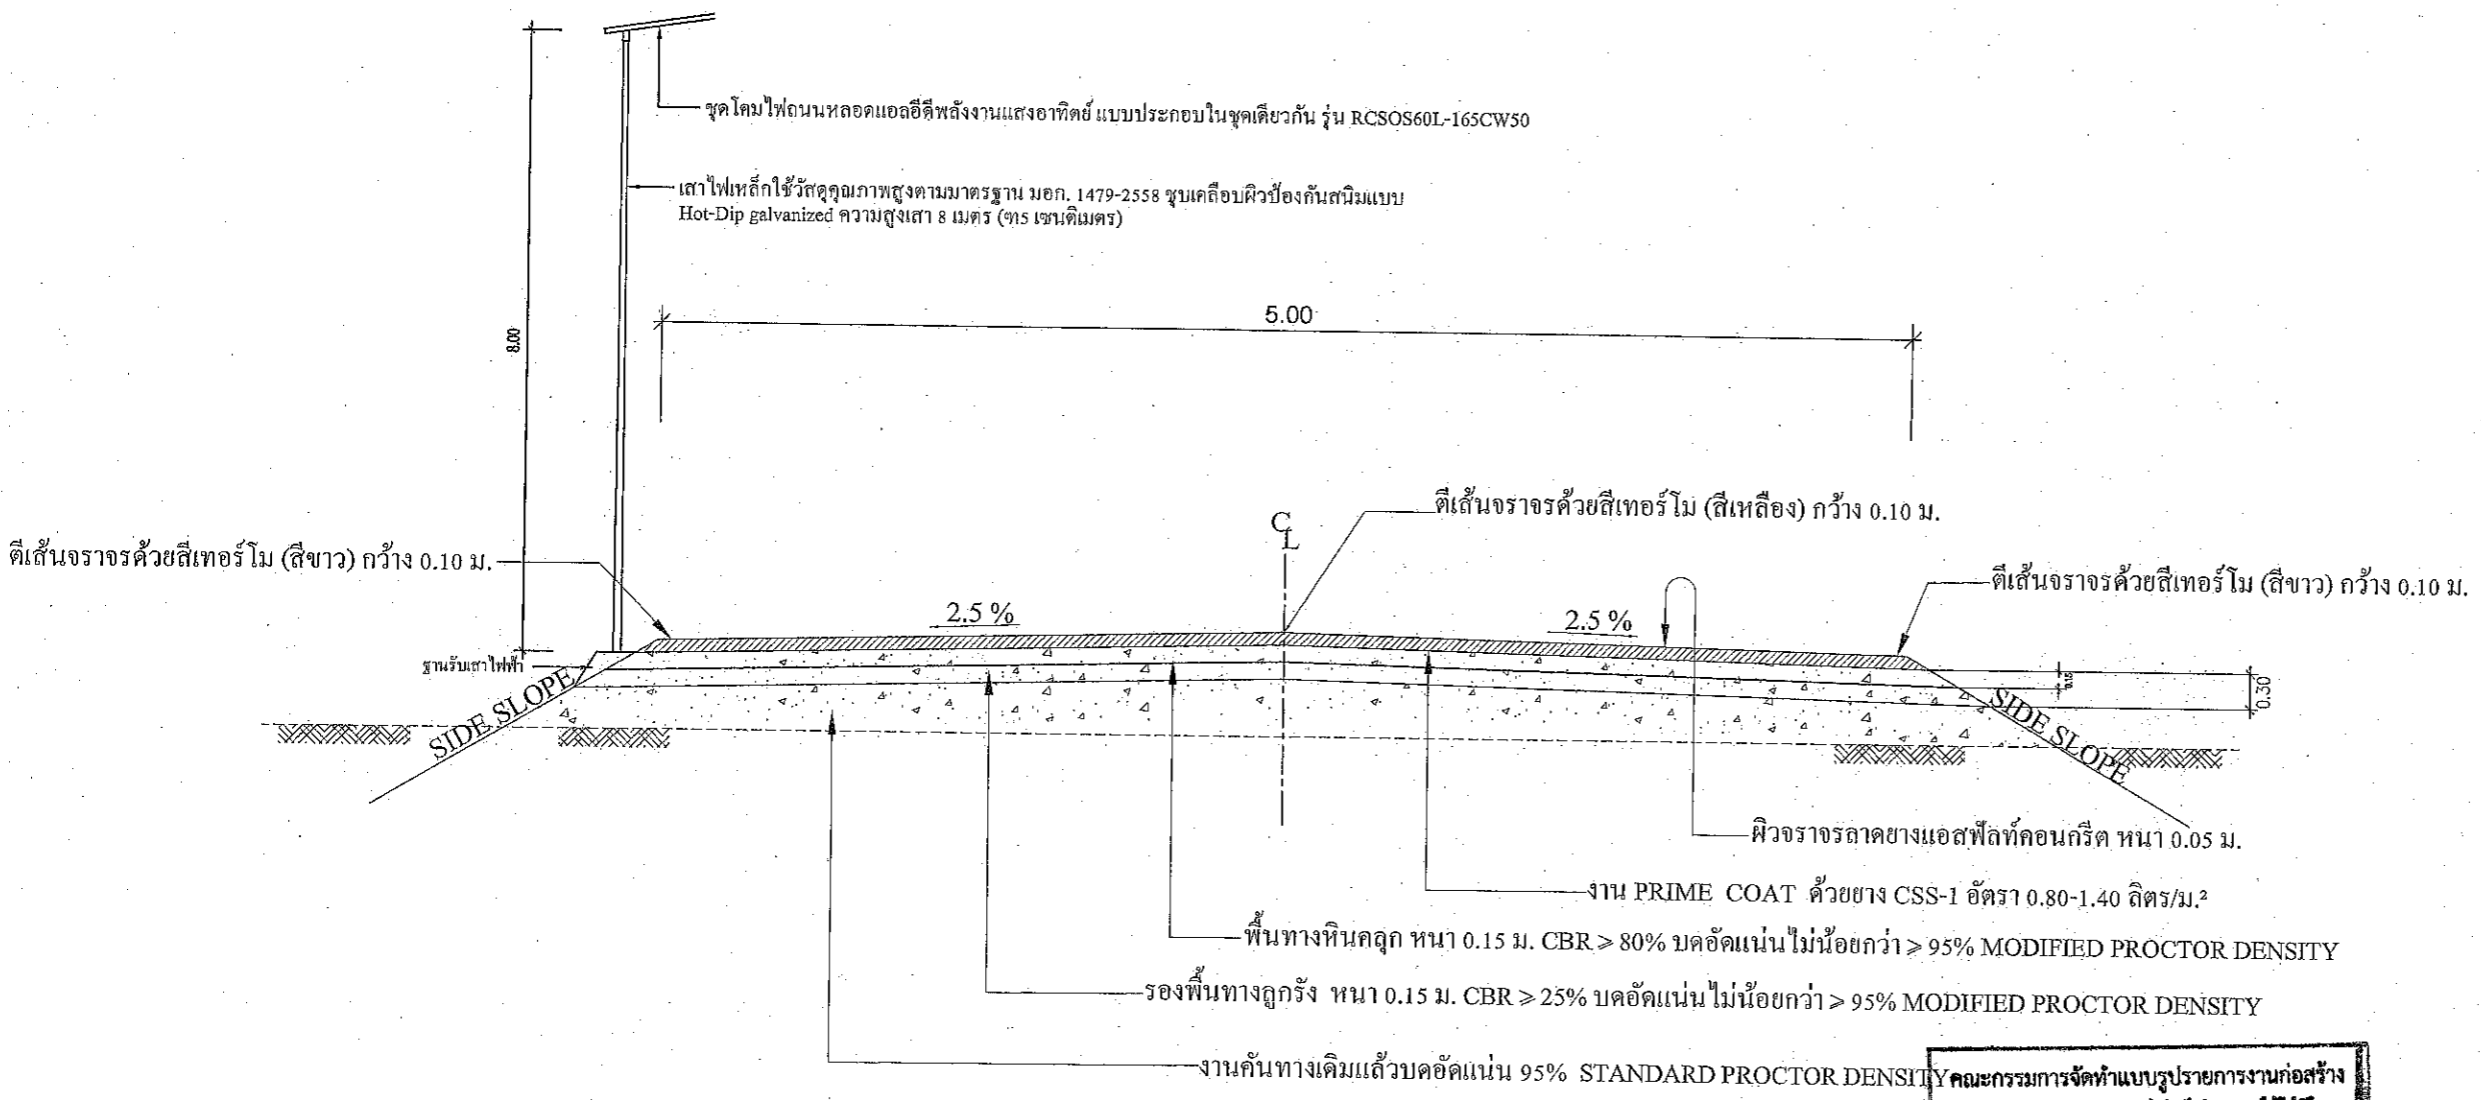 ชุดโคมไฟถนนหลอดแอลอีดีพลังงานแสงอาทิตย์ แบบประกอบในชุดเดียวกัน รุ่น RCSOS60L-165CW50
เสาไฟเหล็กใช้วัสดุคุณภาพสูงตามมาตรฐาน มอก. 1479-2558 ชุบเคลือบผิวป้องกันสนิมแบบ
Hot-Dip galvanized ความสูงเสา 8 เมตร (ฑ15 เซนติเมตร)
5.00
8.00
ตีเส้นจราจรด้วยสีเทอร์โม (สีเหลือง) กว้าง 0.10 ม.
CL
ตีเส้นจราจรด้วยสีเทอร์โม (สีขาว) กว้าง 0.10 ม.
ตีเส้นจราจรด้วยสีเทอร์โม (สีขาว) กว้าง 0.10 ม.
2.5 %
2.5 %
ฐานรับเสาไฟฟ้า
0.15
0.30
SIDE SLOPE
SIDE SLOPE
ผิวจราจรลาดยางแอสฟัลท์คอนกรีต หนา 0.05 ม.
งาน PRIME COAT ด้วยยาง CSS-1 อัตรา 0.80-1.40 ลิตร/ม.²
พื้นทางหินคลุก หนา 0.15 ม. CBR ≥ 80% บดอัดแน่นไม่น้อยกว่า ≥ 95% MODIFIED PROCTOR DENSITY
รองพื้นทางลูกรัง หนา 0.15 ม. CBR ≥ 25% บดอัดแน่นไม่น้อยกว่า ≥ 95% MODIFIED PROCTOR DENSITY
งานคันทางเดิมแล้วบดอัดแน่น 95% STANDARD PROCTOR DENSITY
คณะกรรมการจัดทำแบบรูปรายการงานก่อสร้าง